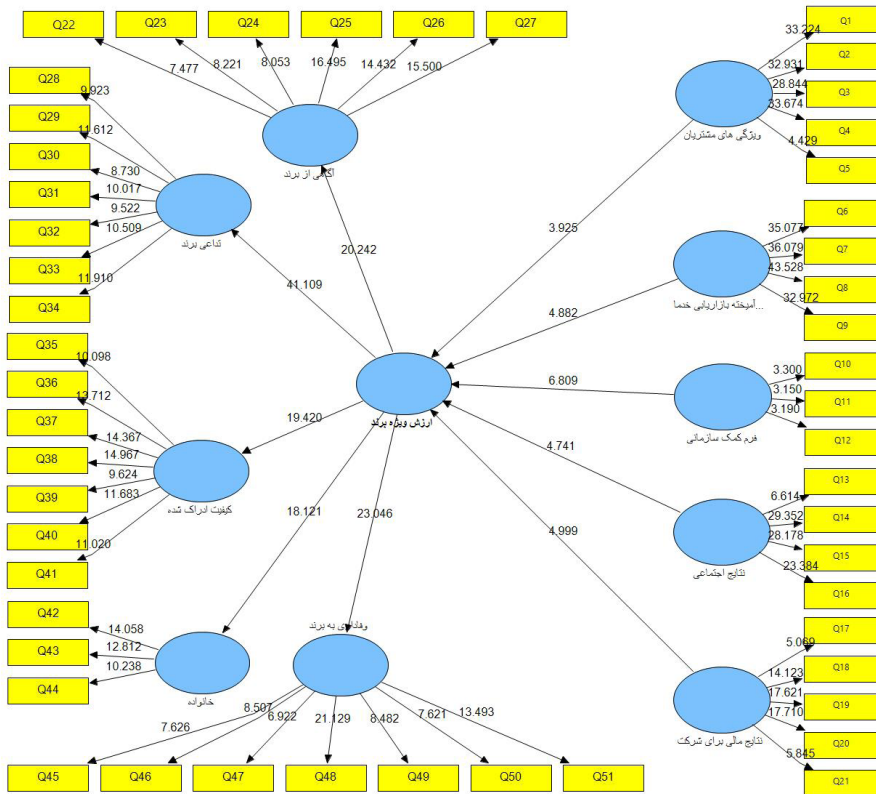 Q22
Q23
Q24
Q25
Q26
Q27
7.477
8.221
8.053
16.495
14.432
15.500
آگاهی از برند
Q28
Q29
Q30
Q31
Q32
Q33
Q34
9.923
11.612
8.730
10.017
9.522
10.509
11.910
تداعی برند
Q35
Q36
Q37
Q38
Q39
Q40
Q41
10.098
13.712
14.367
14.967
9.624
11.683
11.020
کیفیت ادراک شده
Q42
Q43
Q44
14.058
12.812
10.238
خانواده
وفاداری به برند
7.626
8.507
6.922
21.129
8.482
7.621
13.493
Q45
Q46
Q47
Q48
Q49
Q50
Q51
20.242
41.109
19.420
18.121
23.046
ارزش ویژه برند
3.925
4.882
6.809
4.741
4.999
Q1
Q2
Q3
Q4
Q5
33.224
32.931
28.844
33.674
4.429
ویژگی های مشتریان
Q6
Q7
Q8
Q9
35.077
36.079
43.528
32.972
آمیخته بازاریابی خدما...
Q10
Q11
Q12
3.300
3.150
3.190
فرم کمک سازمانی
Q13
Q14
Q15
Q16
6.614
29.352
28.178
23.384
نتایج اجتماعی
Q17
Q18
Q19
Q20
Q21
5.069
14.123
17.621
17.710
5.845
نتایج مالی برای شرکت